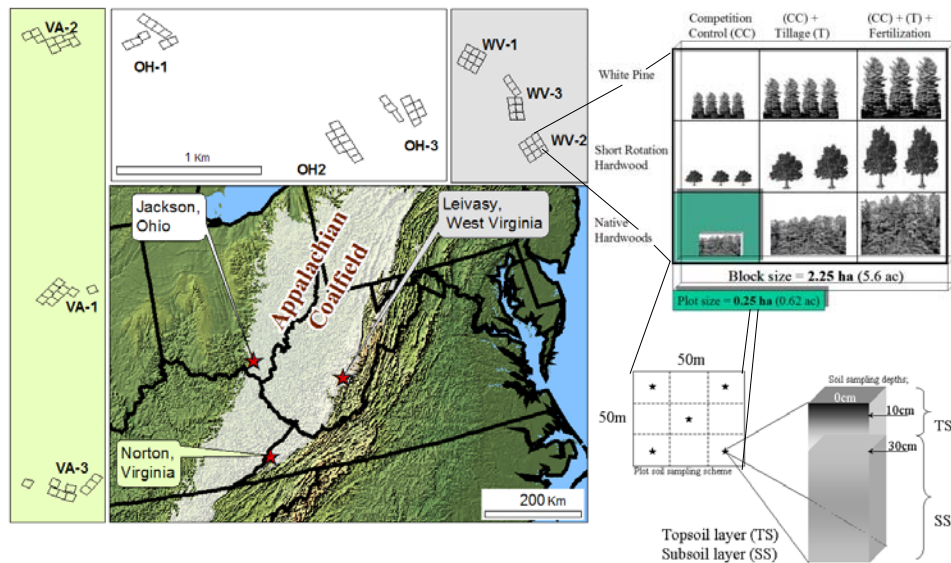 VA-2
VA-1
VA-3
OH-1
OH2
OH-3
1 Km
WV-1
WV-3
WV-2
Jackson,
Ohio
Leivasy,
West Virginia
Appalachian
Coalfield
Norton,
Virginia
200 Km
Competition
Control (CC)
(CC) +
Tillage (T)
(CC) + (T) +
Fertilization
White Pine
Short Rotation
Hardwood
Native
Hardwoods
Block size = 2.25 ha (5.6 ac)
Plot size = 0.25 ha (0.62 ac)
50m
50m
Plot soil sampling scheme
Soil sampling depths;
0cm
10cm
30cm
TS
SS
Topsoil layer (TS)
Subsoil layer (SS)